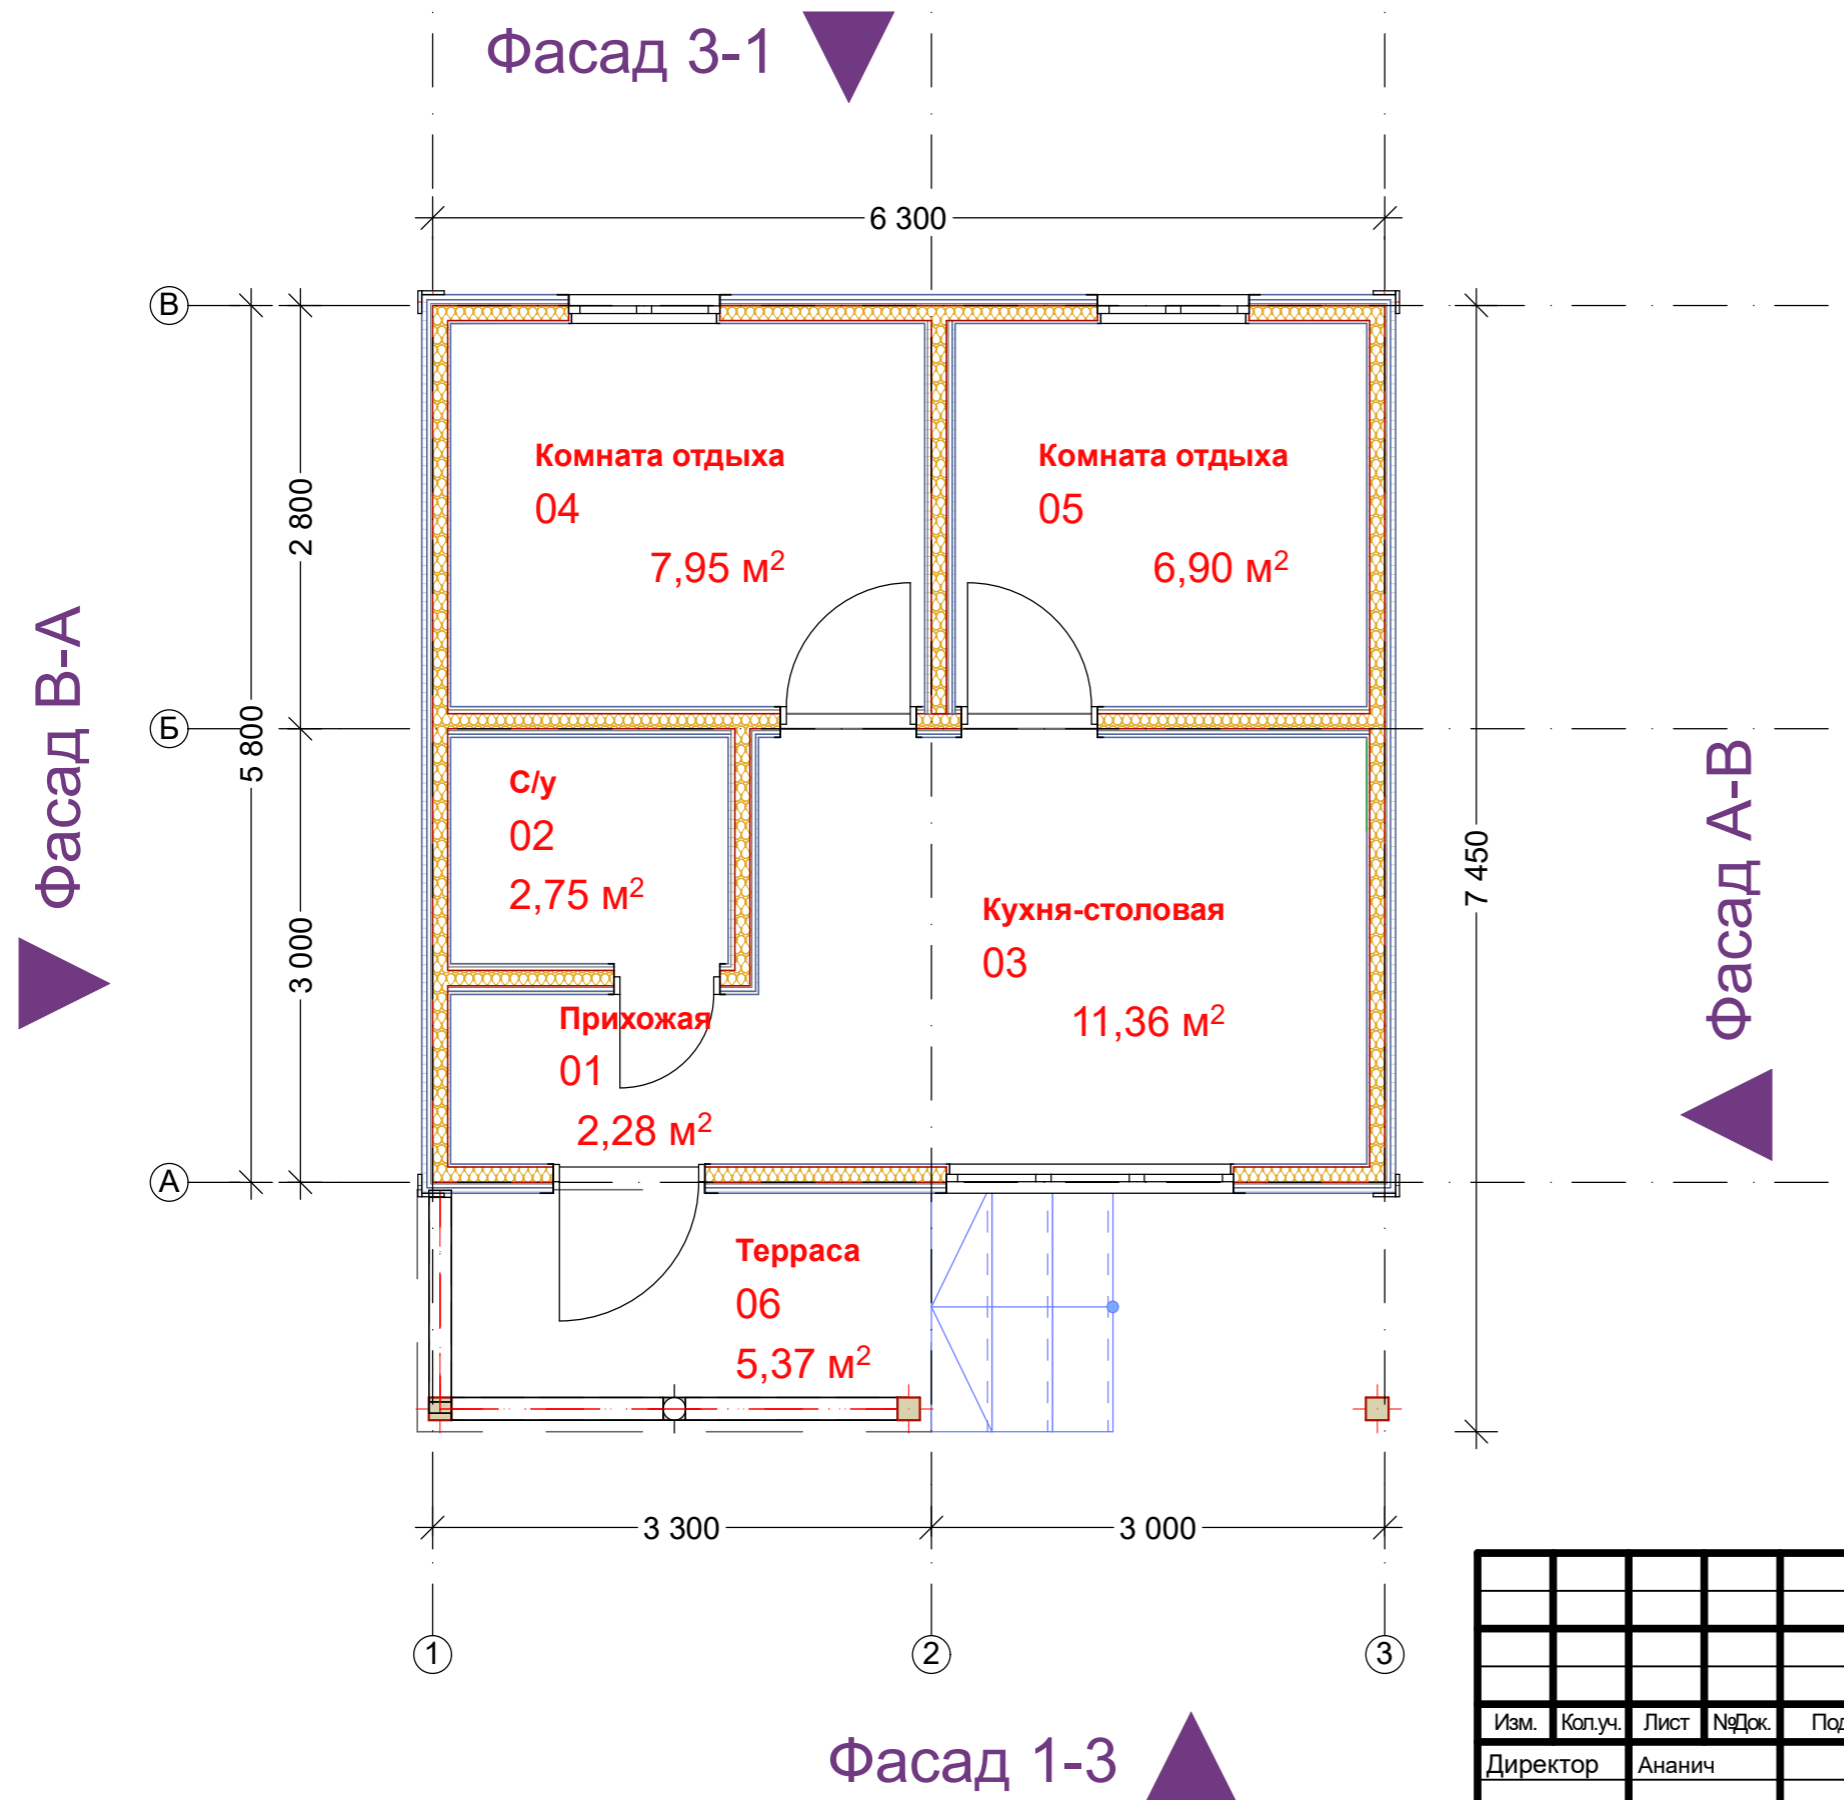 Фасад 3-1
6 300
В
2 800
Комната отдыха
04
7,95 м²
Комната отдыха
05
6,90 м²
Фасад В-А
Б
5 800
С/у
02
2,75 м²
Фасад А-В
7 450
3 000
Кухня-столовая
03
11,36 м²
Прихожая
01
2,28 м²
А
Терраса
06
5,37 м²
3 300
3 000
1
2
3
Изм. Кол.уч. Лист №Док. Под
Директор Ананич
Фасад 1-3